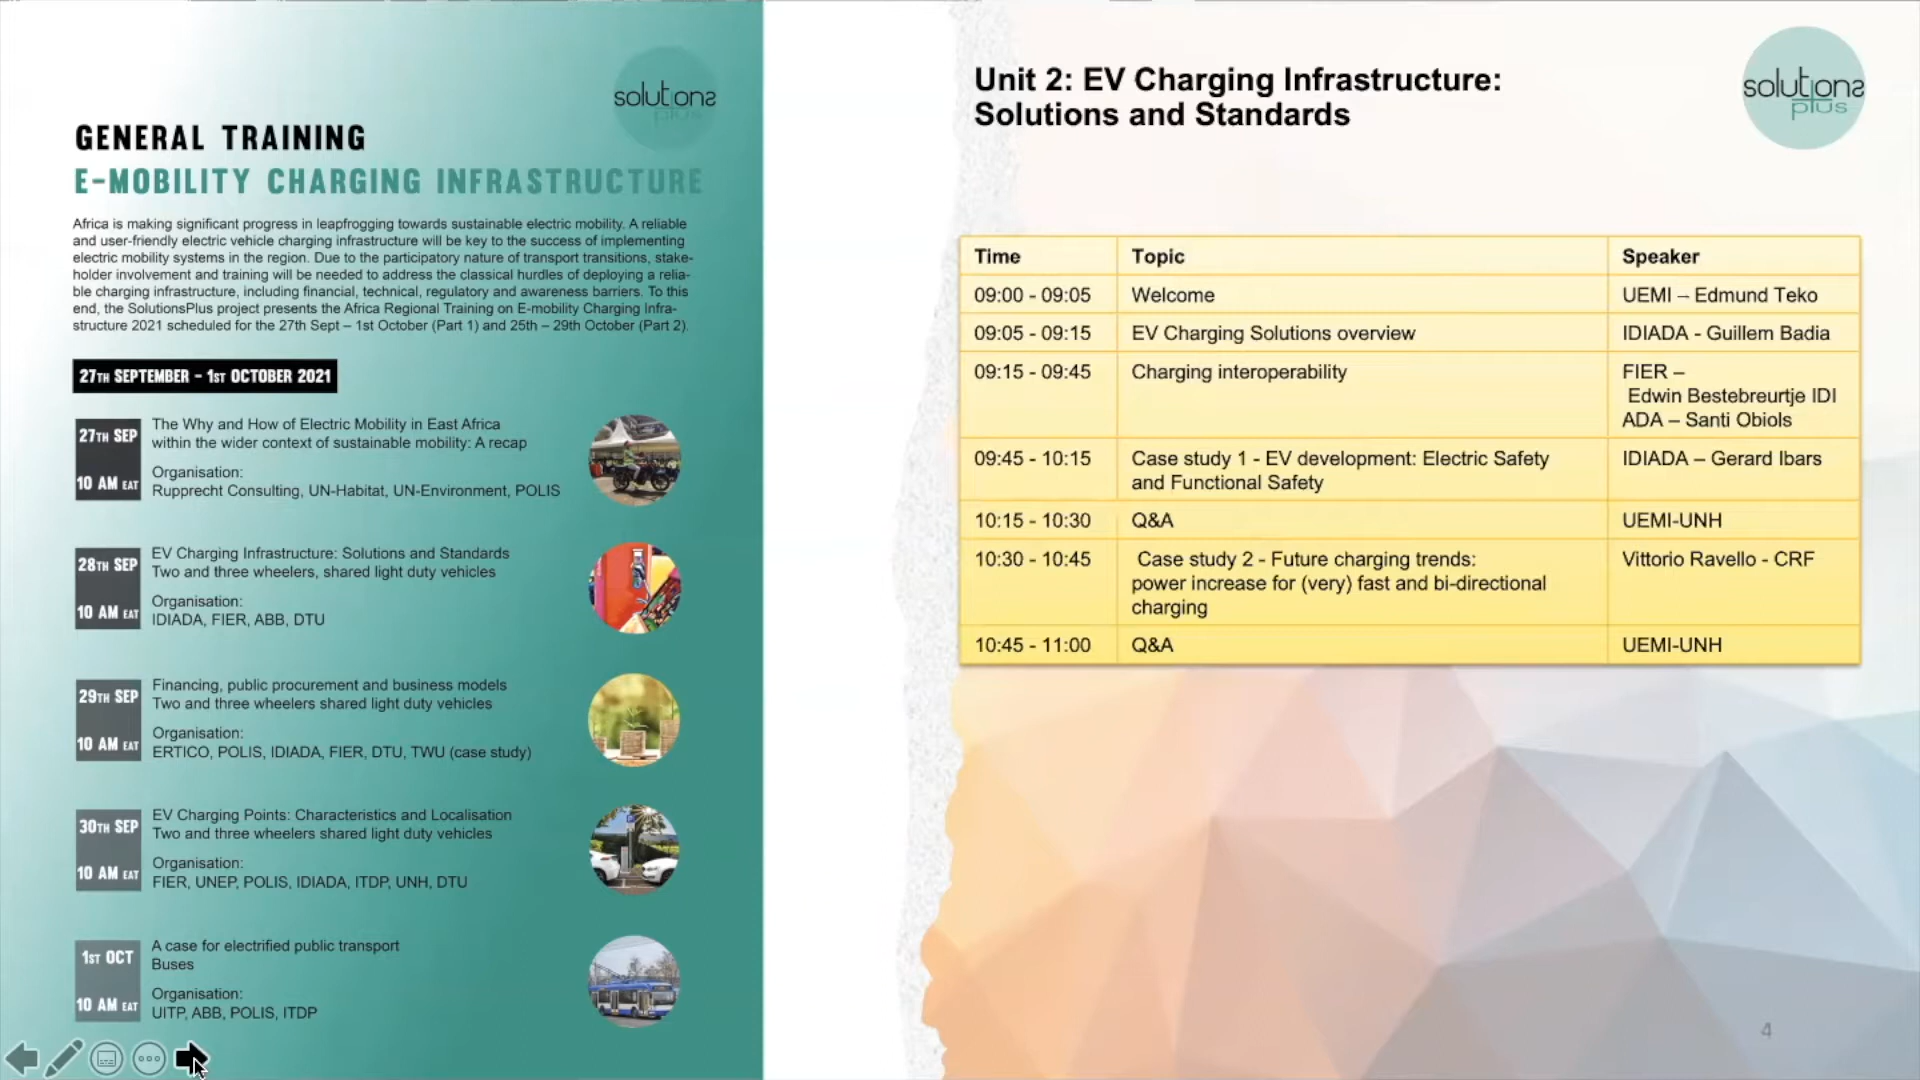 solutions
GENERAL TRAINING
E-MOBILITY CHARGING INFRASTRUCTURE
Africa is making significant progress in leapfrogging towards sustainable electric mobility. A reliable
and user-friendly electric vehicle charging infrastructure will be key to the success of implementing
electric mobility systems in the region. Due to the participatory nature of transport transitions, stake-
holder involvement and training will be needed to address the classical hurdles of deploying a relia-
ble charging infrastructure, including financial, technical, regulatory and awareness barriers. To this
end, the SolutionsPlus project presents the Africa Regional Training on E-mobility Charging Infra-
structure 2021 scheduled for the 27th Sept – 1st October (Part 1) and 25th – 29th October (Part 2).
27TH SEPTEMBER - 1ST OCTOBER 2021
27TH SEP
10 AM EAT
The Why and How of Electric Mobility in East Africa
within the wider context of sustainable mobility: A recap
Organisation:
Rupprecht Consulting, UN-Habitat, UN-Environment, POLIS
28TH SEP
10 AM EAT
EV Charging Infrastructure: Solutions and Standards
Two and three wheelers, shared light duty vehicles
Organisation:
IDIADA, FIER, ABB, DTU
29TH SEP
10 AM EAT
Financing, public procurement and business models
Two and three wheelers shared light duty vehicles
Organisation:
ERTICO, POLIS, IDIADA, FIER, DTU, TWU (case study)
30TH SEP
10 AM EAT
EV Charging Points: Characteristics and Localisation
Two and three wheelers shared light duty vehicles
Organisation:
FIER, UNEP, POLIS, IDIADA, ITDP, UNH, DTU
1ST OCT
10 AM EAT
A case for electrified public transport
Buses
Organisation:
UITP, ABB, POLIS, ITDP
Unit 2: EV Charging Infrastructure:
Solutions and Standards
solutions
plus
Time Topic Speaker
09:00 - 09:05 Welcome UEMI – Edmund Teko
09:05 - 09:15 EV Charging Solutions overview IDIADA - Guillem Badia
09:15 - 09:45 Charging interoperability FIER –
Edwin Bestebreurtje IDI
ADA – Santi Obiols
09:45 - 10:15 Case study 1 - EV development: Electric Safety IDIADA – Gerard Ibars
and Functional Safety
10:15 - 10:30 Q&A UEMI-UNH
10:30 - 10:45 Case study 2 - Future charging trends: Vittorio Ravello - CRF
power increase for (very) fast and bi-directional
charging
10:45 - 11:00 Q&A UEMI-UNH
4